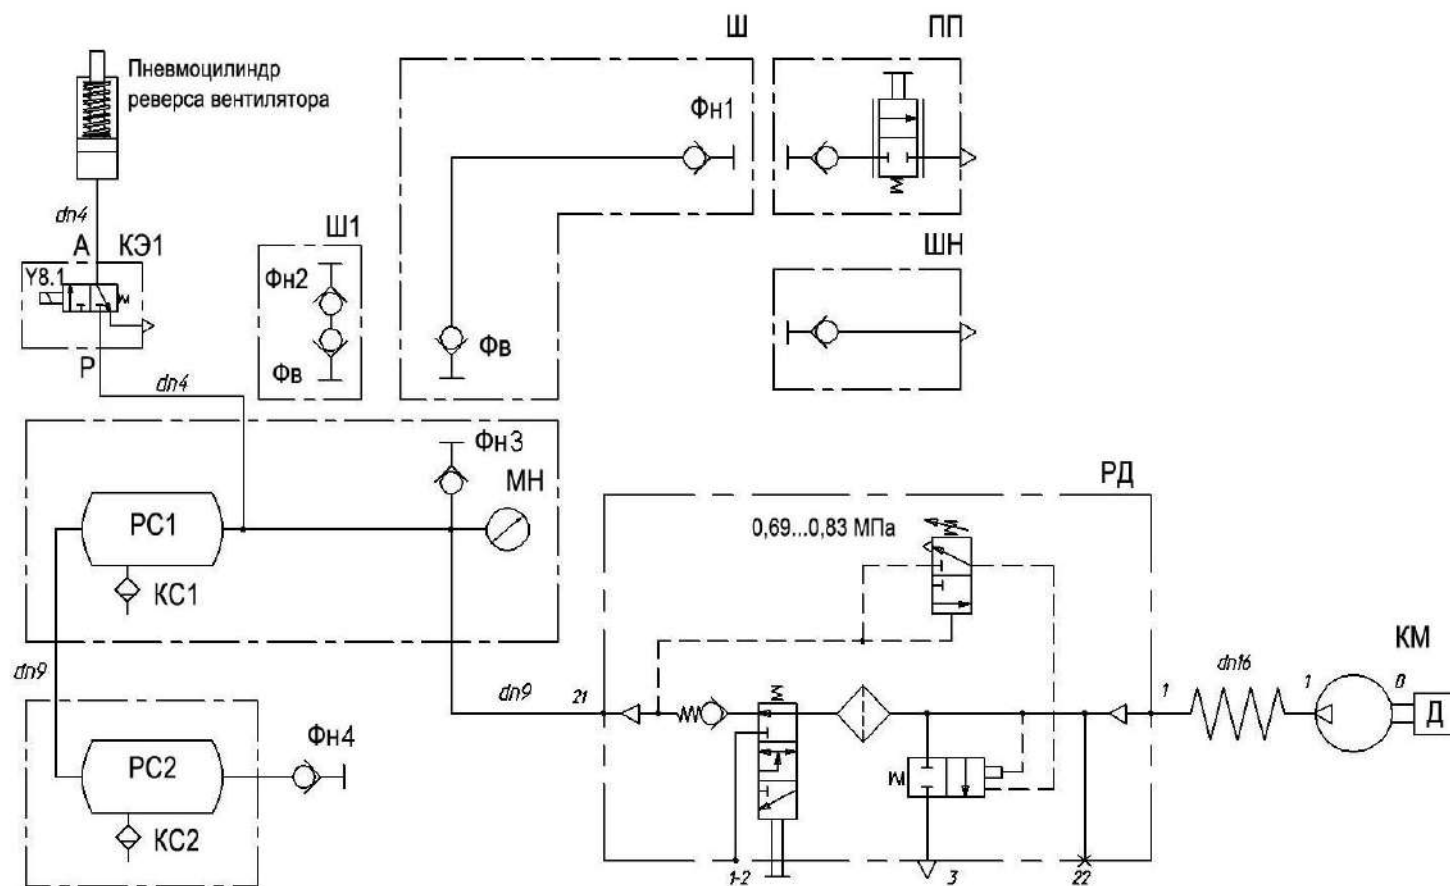 Ш
ПП
Пневмоцилиндр
реверса вентилятора
Фн1
dn4
А
КЭ1
Ш1
ШН
Y8.1
Фн2
Фв
Фв
Р
dn4
Фн3
МН
РД
РС1
0,69...0,83 МПа
КС1
КМ
dn9
dn9
21
1
dn16
1
0
Д
Фн4
РС2
КС2
1-2
3
22